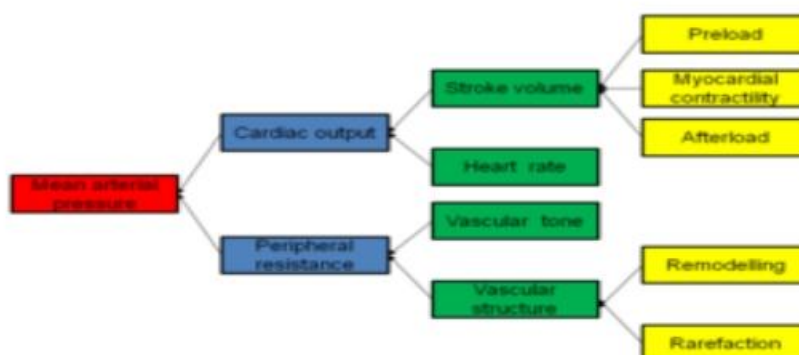 Mean arterial
pressure
Cardiac output
Peripheral
resistance
Stroke volume
Heart rate
Vascular tone
Vascular
structure
Preload
Myocardial
contractility
Afterload
Remodelling
Rarefaction